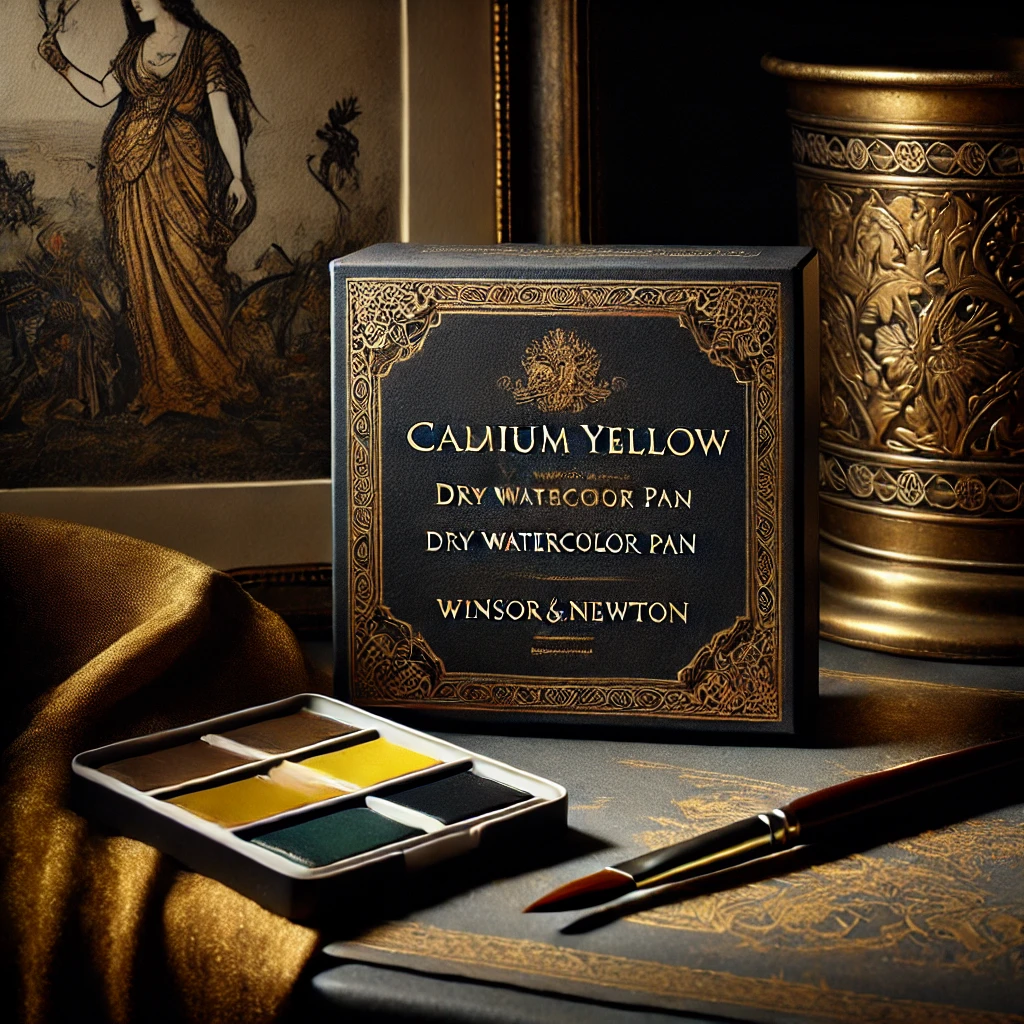 CALMIUM YELLOW
DRY WATERCOOR PAN
DRY WATERCOLOR PAN
WINSOR & NEWTON